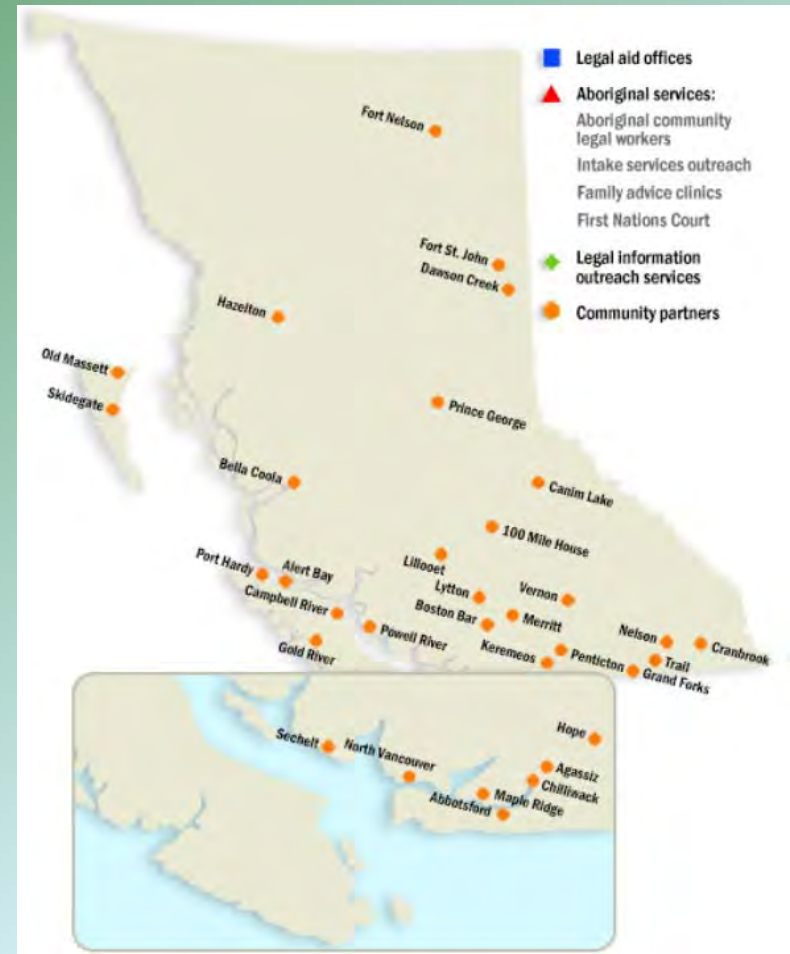 Legal aid offices
Aboriginal services:
Aboriginal community
legal workers
Intake services outreach
Family advice clinics
First Nations Court
Legal information
outreach services
Community partners
Fort Nelson
Fort St. John
Dawson Creek
Hazelton
Old Massett
Skidegate
Prince George
Bella Coola
Canim Lake
100 Mile House
Lillooet
Port Hardy
Alert Bay
Lytton
Vernon
Campbell River
Boston Bar
Merritt
Powell River
Nelson
Cranbrook
Gold River
Keremeos
Penticton
Trail
Grand Forks
Hope
Sechelt
North Vancouver
Agassiz
Chilliwack
Maple Ridge
Abbotsford